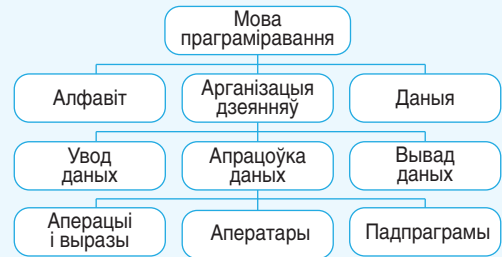 Мова
праграміравання
Алфавіт
Арганізацыя
дзеянняў
Даныя
Увод
даных
Апрацоўка
даных
Вывад
даных
Аперацыі
і выразы
Аператары
Падпраграмы